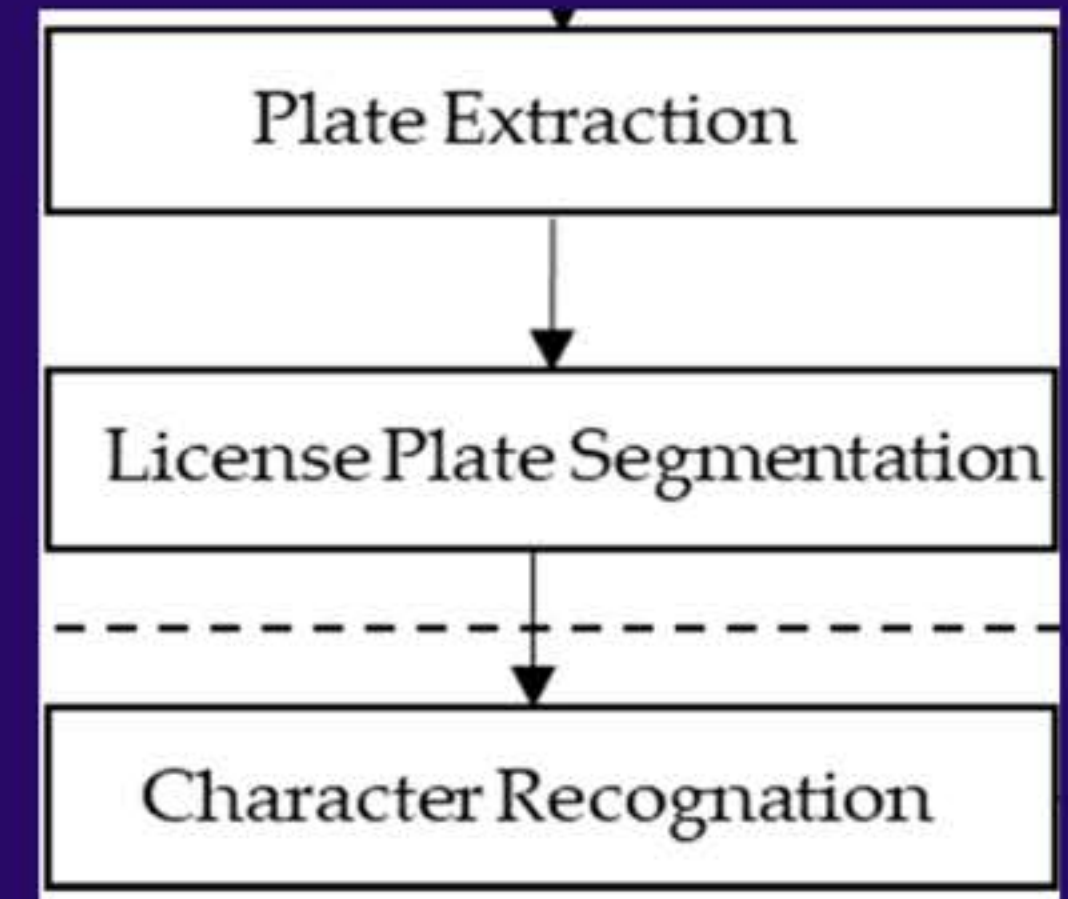 Plate Extraction
License Plate Segmentation
Character Recognation